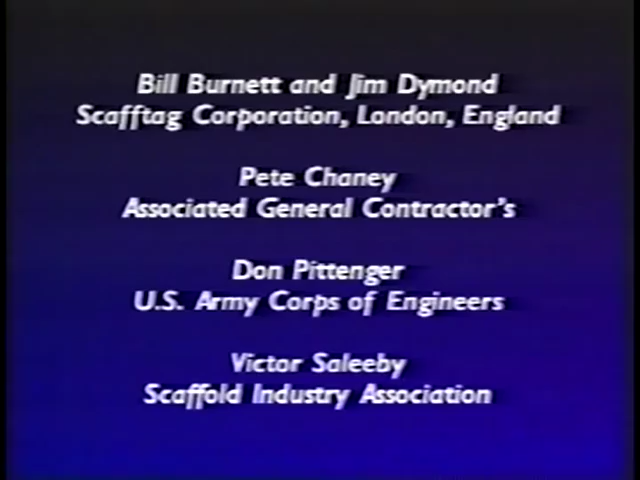 Bill Burnett and Jim Dymond
Scafftag Corporation, London, England
Pete Chaney
Associated General Contractor's
Don Pittenger
U.S. Army Corps of Engineers
Victor Saleeby
Scaffold Industry Association